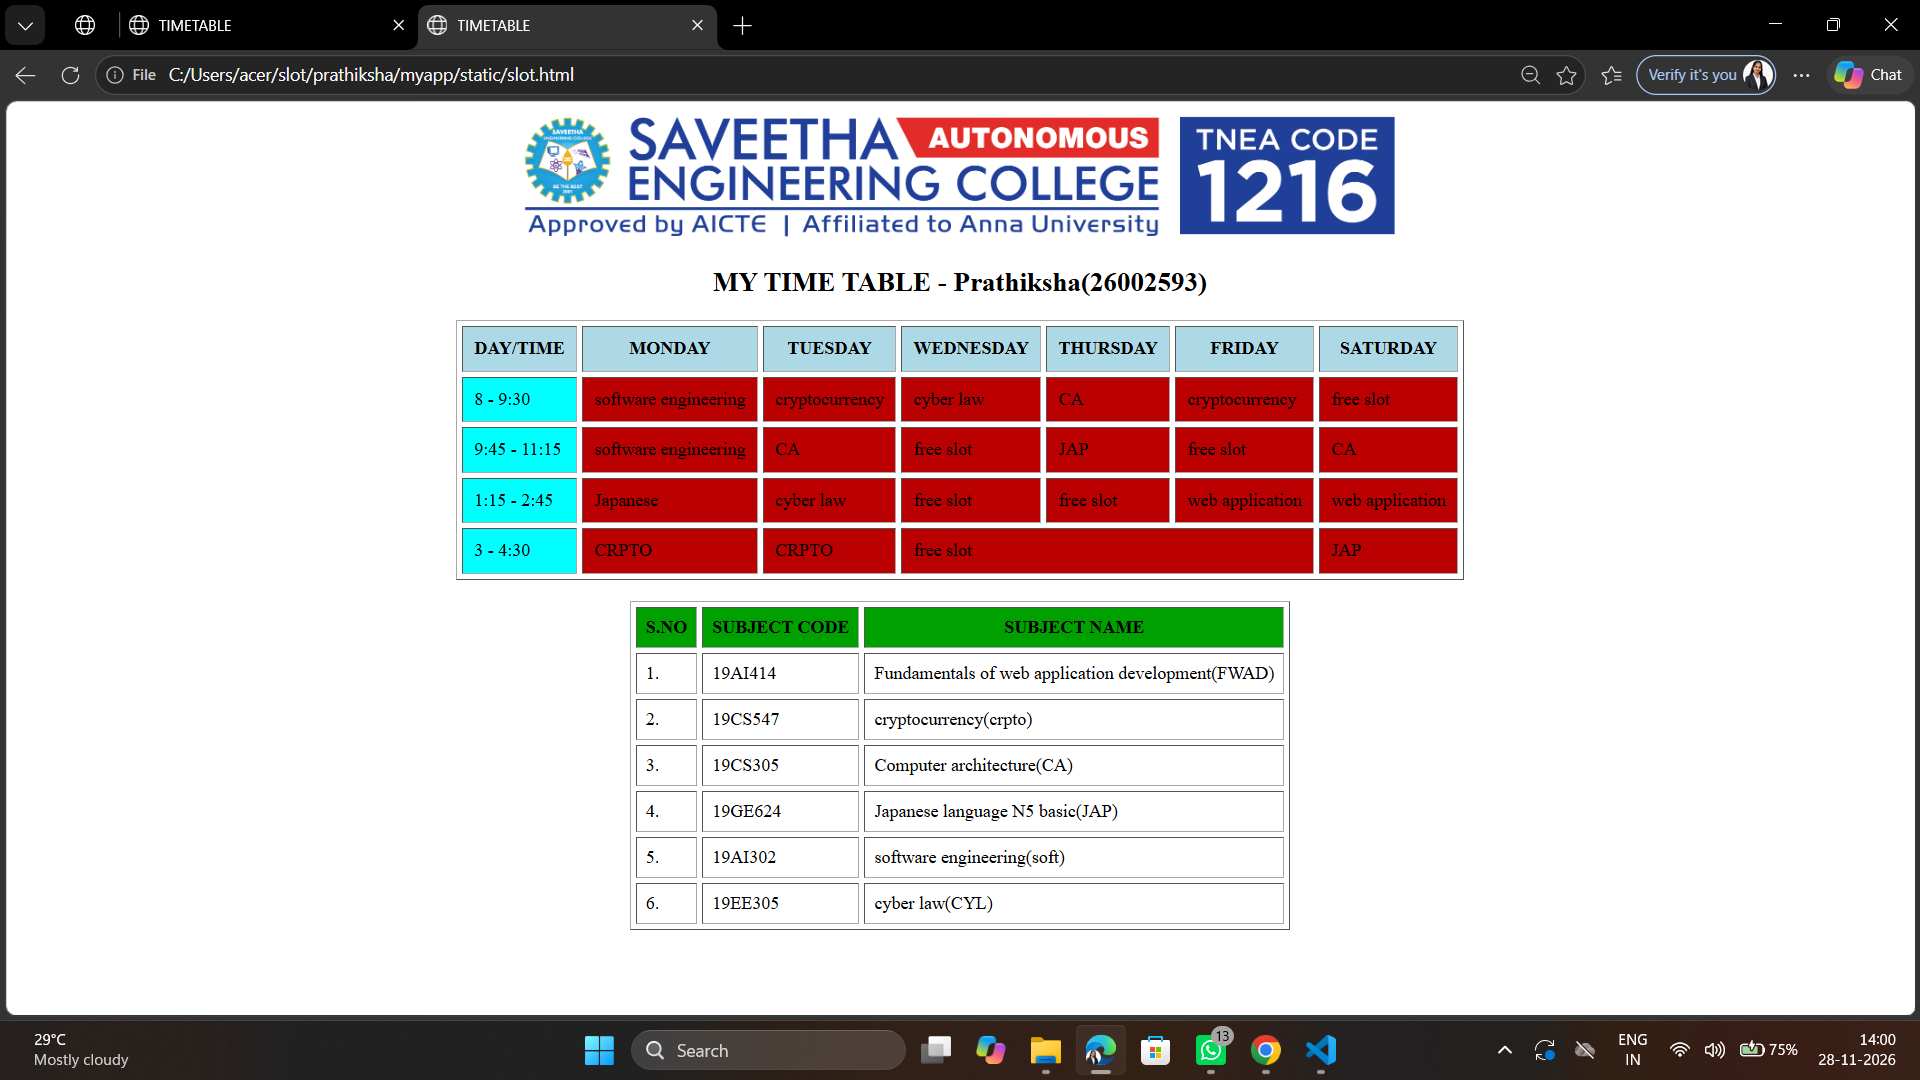 TIMETABLE
TIMETABLE
File C:/Users/acer/slot/prathiksha/myapp/static/slot.html
Verify it's you
Chat
SAVEETHA AUTONOMOUS
ENGINEERING COLLEGE
Approved by AICTE | Affiliated to Anna University
TNEA CODE
1216
SAVEETHA
ENGINEERING COLLEGE
BE THE BEST
2001
MY TIME TABLE - Prathiksha(26002593)
DAY/TIME MONDAY TUESDAY WEDNESDAY THURSDAY FRIDAY SATURDAY
8 - 9:30 software engineering cryptocurrency cyber law CA cryptocurrency free slot
9:45 - 11:15 software engineering CA free slot JAP free slot CA
1:15 - 2:45 Japanese cyber law free slot free slot web application web application
3 - 4:30 CRPTO CRPTO free slot JAP
S.NO SUBJECT CODE SUBJECT NAME
1. 19AI414 Fundamentals of web application development(FWAD)
2. 19CS547 cryptocurrency(crpto)
3. 19CS305 Computer architecture(CA)
4. 19GE624 Japanese language N5 basic(JAP)
5. 19AI302 software engineering(soft)
6. 19EE305 cyber law(CYL)
29°C
Mostly cloudy
Search
13
ENG
IN
75%
14:00
28-11-2026